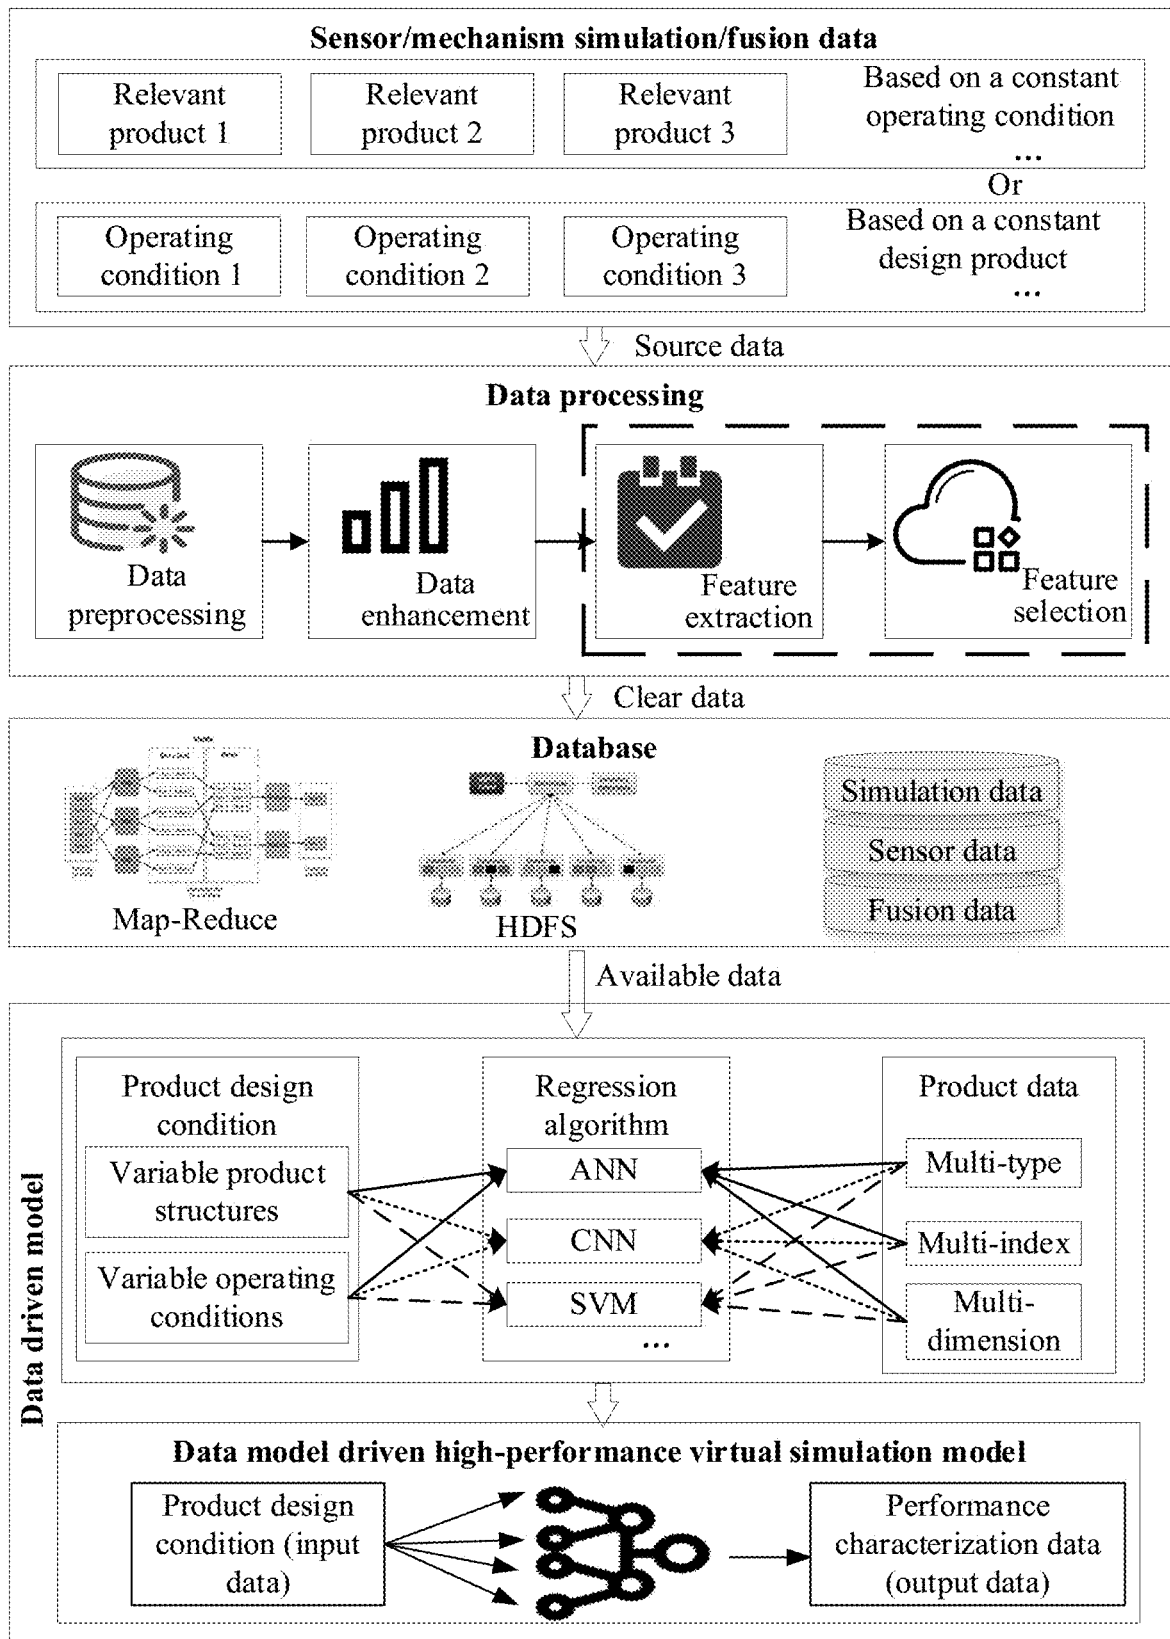 Sensor/mechanism simulation/fusion data
Relevant
product 1
Relevant
product 2
Relevant
product 3
Based on a constant
operating condition
...
Or
Operating
condition 1
Operating
condition 2
Operating
condition 3
Based on a constant
design product
...
Source data
Data processing
Data
preprocessing
Data
enhancement
Feature
extraction
Feature
selection
Clear data
Database
Map-Reduce
HDFS
Simulation data
Sensor data
Fusion data
Available data
Data driven model
Product design
condition
Variable product
structures
Variable operating
conditions
Regression
algorithm
ANN
CNN
SVM
...
Product data
Multi-type
Multi-index
Multi-
dimension
Data model driven high-performance virtual simulation model
Product design
condition (input
data)
Performance
characterization data
(output data)